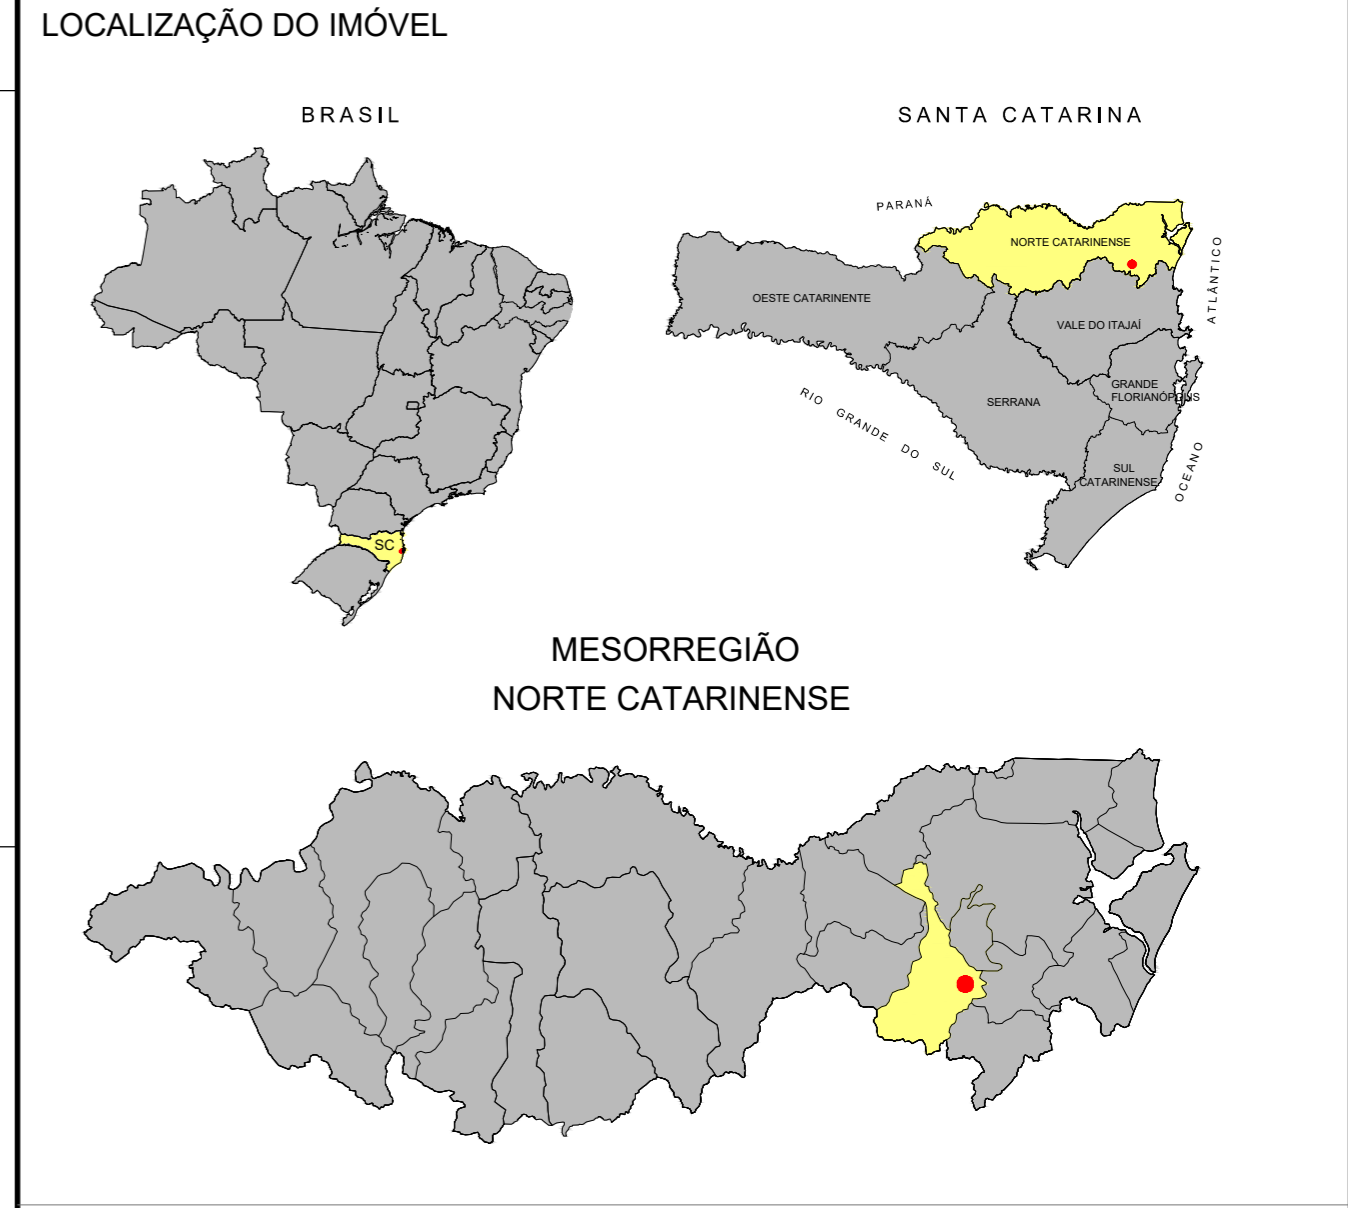 LOCALIZAÇÃO DO IMÓVEL
BRASIL
SC
SANTA CATARINA
PARANÁ
NORTE CATARINENSE
ATLÂNTICO
OESTE CATARINENTE
VALE DO ITAJAÍ
GRANDE
FLORIANÓPOLIS
SERRANA
RIO GRANDE DO SUL
SUL
CATARINENSE
OCEANO
MESORREGIÃO
NORTE CATARINENSE